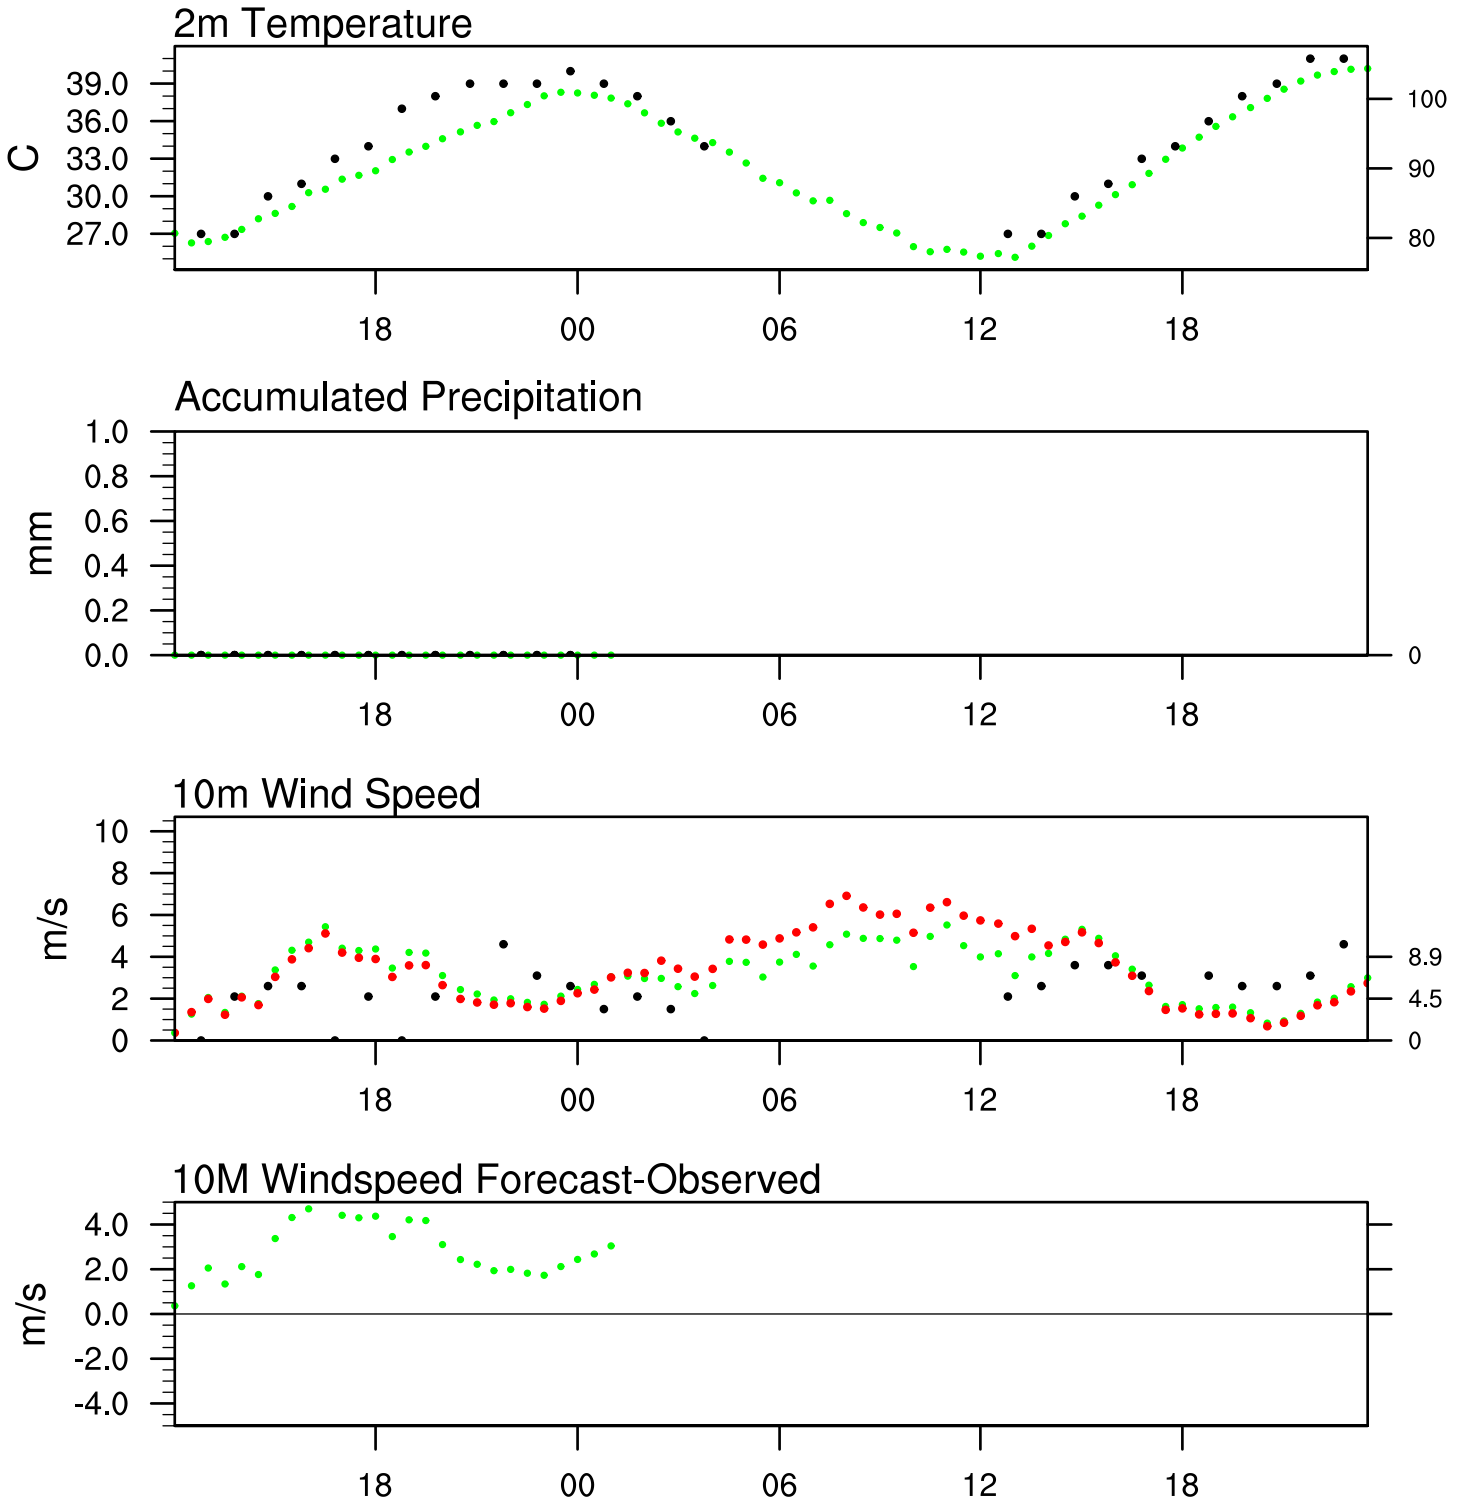 2m Temperature
39.0
36.0
33.0
30.0
27.0
C
100
90
80
18 00 06 12 18
Accumulated Precipitation
1.0
0.8
0.6
0.4
0.2
0.0
mm
0
18 00 06 12 18
10m Wind Speed
10
8
6
4
2
0
m/s
8.9
4.5
0
18 00 06 12 18
10M Windspeed Forecast-Observed
4.0
2.0
0.0
-2.0
-4.0
m/s
18 00 06 12 18